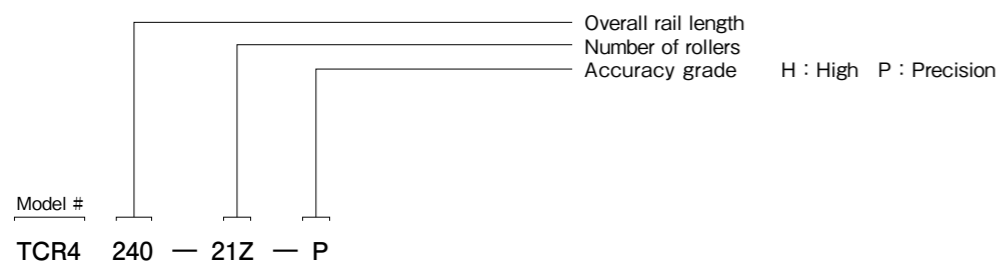 Overall rail length
Number of rollers
Accuracy grade H : High P : Precision
Model #
TCR4 240 — 21Z — P